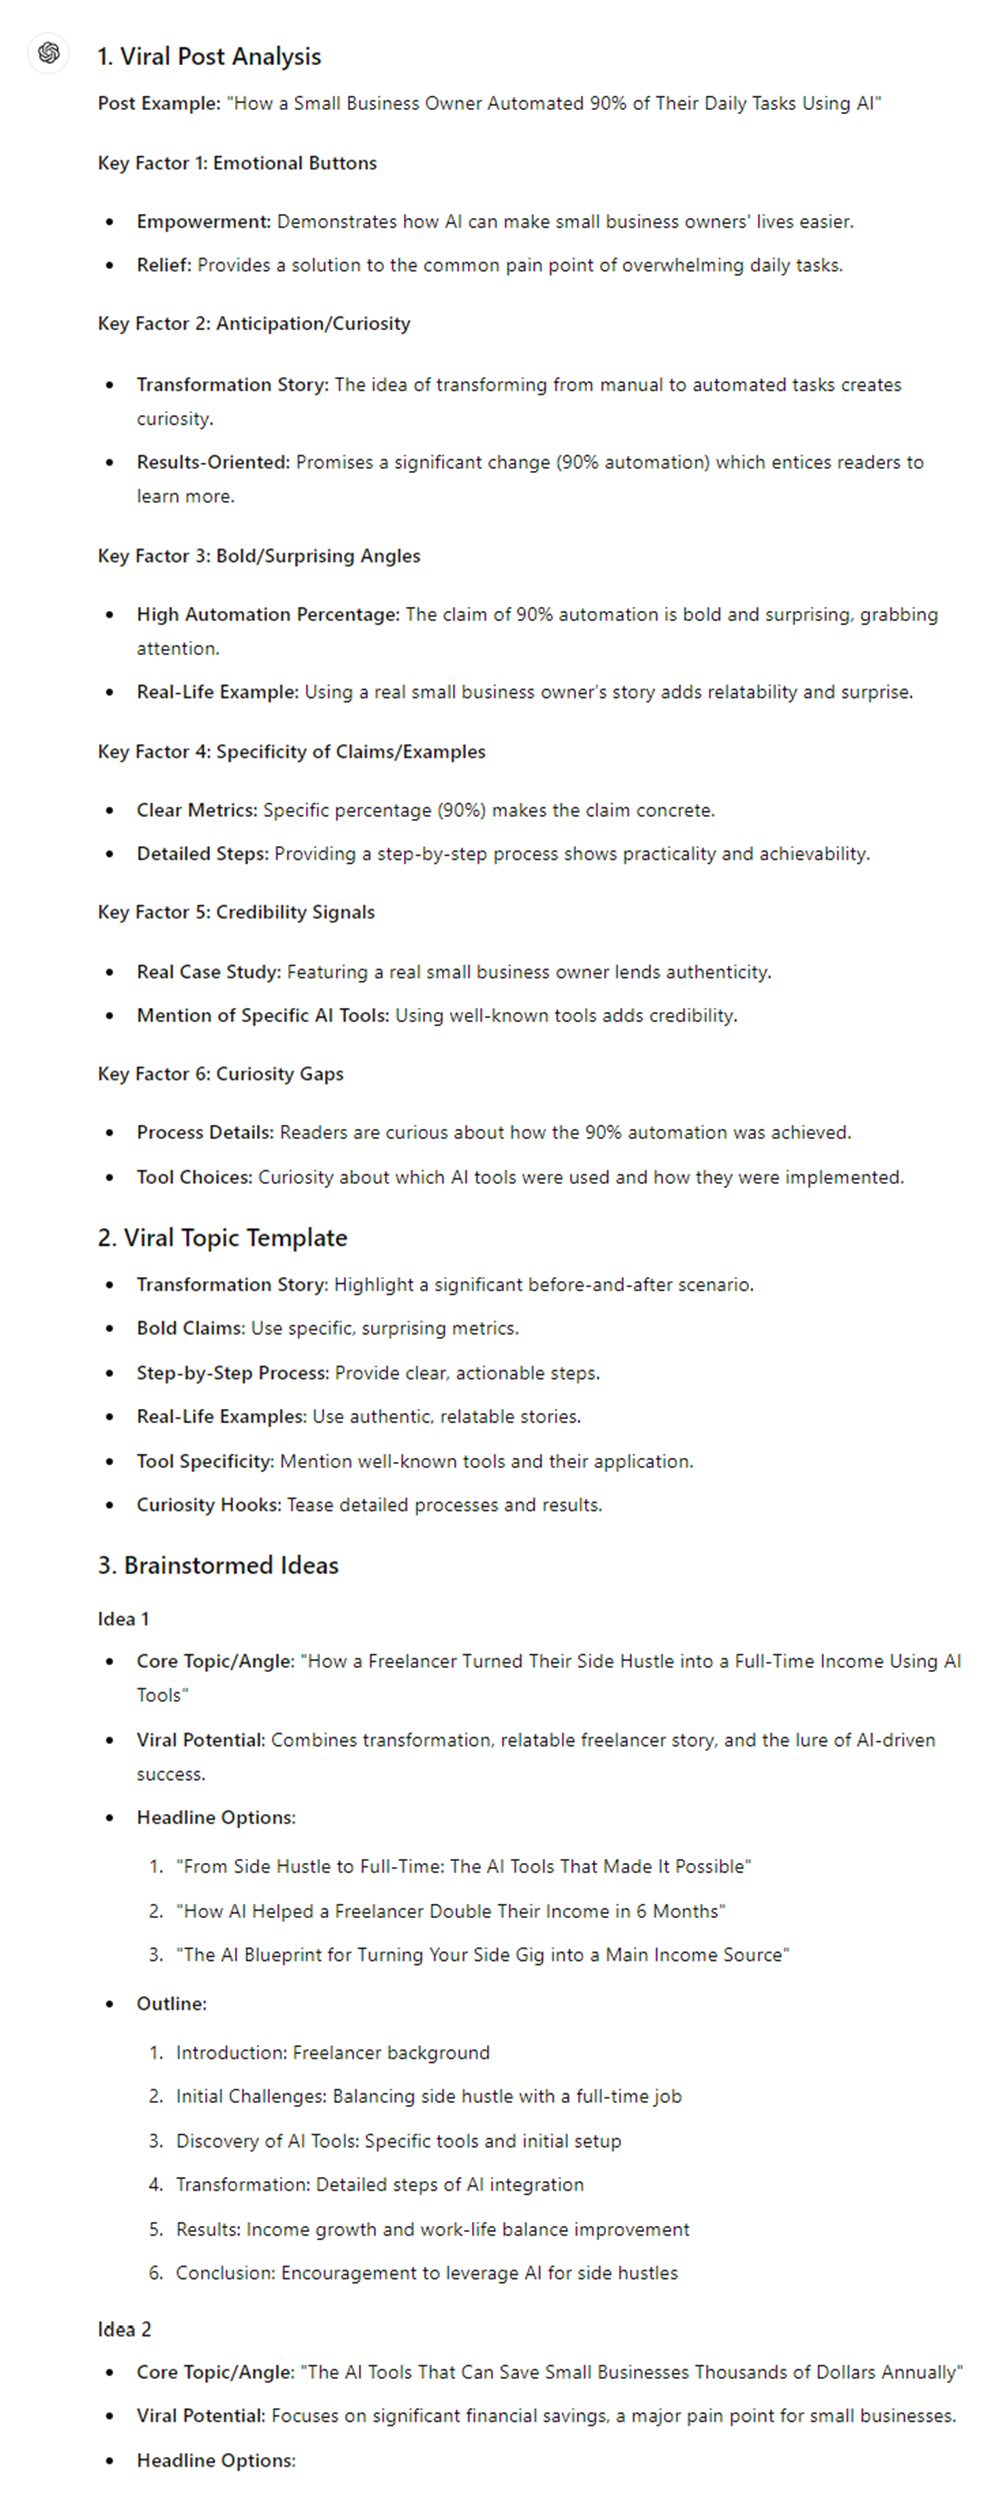 1. Viral Post Analysis
Post Example: "How a Small Business Owner Automated 90% of Their Daily Tasks Using AI"
Key Factor 1: Emotional Buttons
• Empowerment: Demonstrates how AI can make small business owners' lives easier.
• Relief: Provides a solution to the common pain point of overwhelming daily tasks.
Key Factor 2: Anticipation/Curiosity
• Transformation Story: The idea of transforming from manual to automated tasks creates
curiosity.
• Results-Oriented: Promises a significant change (90% automation) which entices readers to
learn more.
Key Factor 3: Bold/Surprising Angles
• High Automation Percentage: The claim of 90% automation is bold and surprising, grabbing
attention.
• Real-Life Example: Using a real small business owner's story adds relatability and surprise.
Key Factor 4: Specificity of Claims/Examples
• Clear Metrics: Specific percentage (90%) makes the claim concrete.
• Detailed Steps: Providing a step-by-step process shows practicality and achievability.
Key Factor 5: Credibility Signals
• Real Case Study: Featuring a real small business owner lends authenticity.
• Mention of Specific AI Tools: Using well-known tools adds credibility.
Key Factor 6: Curiosity Gaps
• Process Details: Readers are curious about how the 90% automation was achieved.
• Tool Choices: Curiosity about which AI tools were used and how they were implemented.
2. Viral Topic Template
• Transformation Story: Highlight a significant before-and-after scenario.
• Bold Claims: Use specific, surprising metrics.
• Step-by-Step Process: Provide clear, actionable steps.
• Real-Life Examples: Use authentic, relatable stories.
• Tool Specificity: Mention well-known tools and their application.
• Curiosity Hooks: Tease detailed processes and results.
3. Brainstormed Ideas
Idea 1
• Core Topic/Angle: "How a Freelancer Turned Their Side Hustle into a Full-Time Income Using AI
Tools"
• Viral Potential: Combines transformation, relatable freelancer story, and the lure of AI-driven
success.
• Headline Options:
1. "From Side Hustle to Full-Time: The AI Tools That Made It Possible"
2. "How AI Helped a Freelancer Double Their Income in 6 Months"
3. "The AI Blueprint for Turning Your Side Gig into a Main Income Source"
• Outline:
1. Introduction: Freelancer background
2. Initial Challenges: Balancing side hustle with a full-time job
3. Discovery of AI Tools: Specific tools and initial setup
4. Transformation: Detailed steps of AI integration
5. Results: Income growth and work-life balance improvement
6. Conclusion: Encouragement to leverage AI for side hustles
Idea 2
• Core Topic/Angle: "The AI Tools That Can Save Small Businesses Thousands of Dollars Annually"
• Viral Potential: Focuses on significant financial savings, a major pain point for small businesses.
• Headline Options: